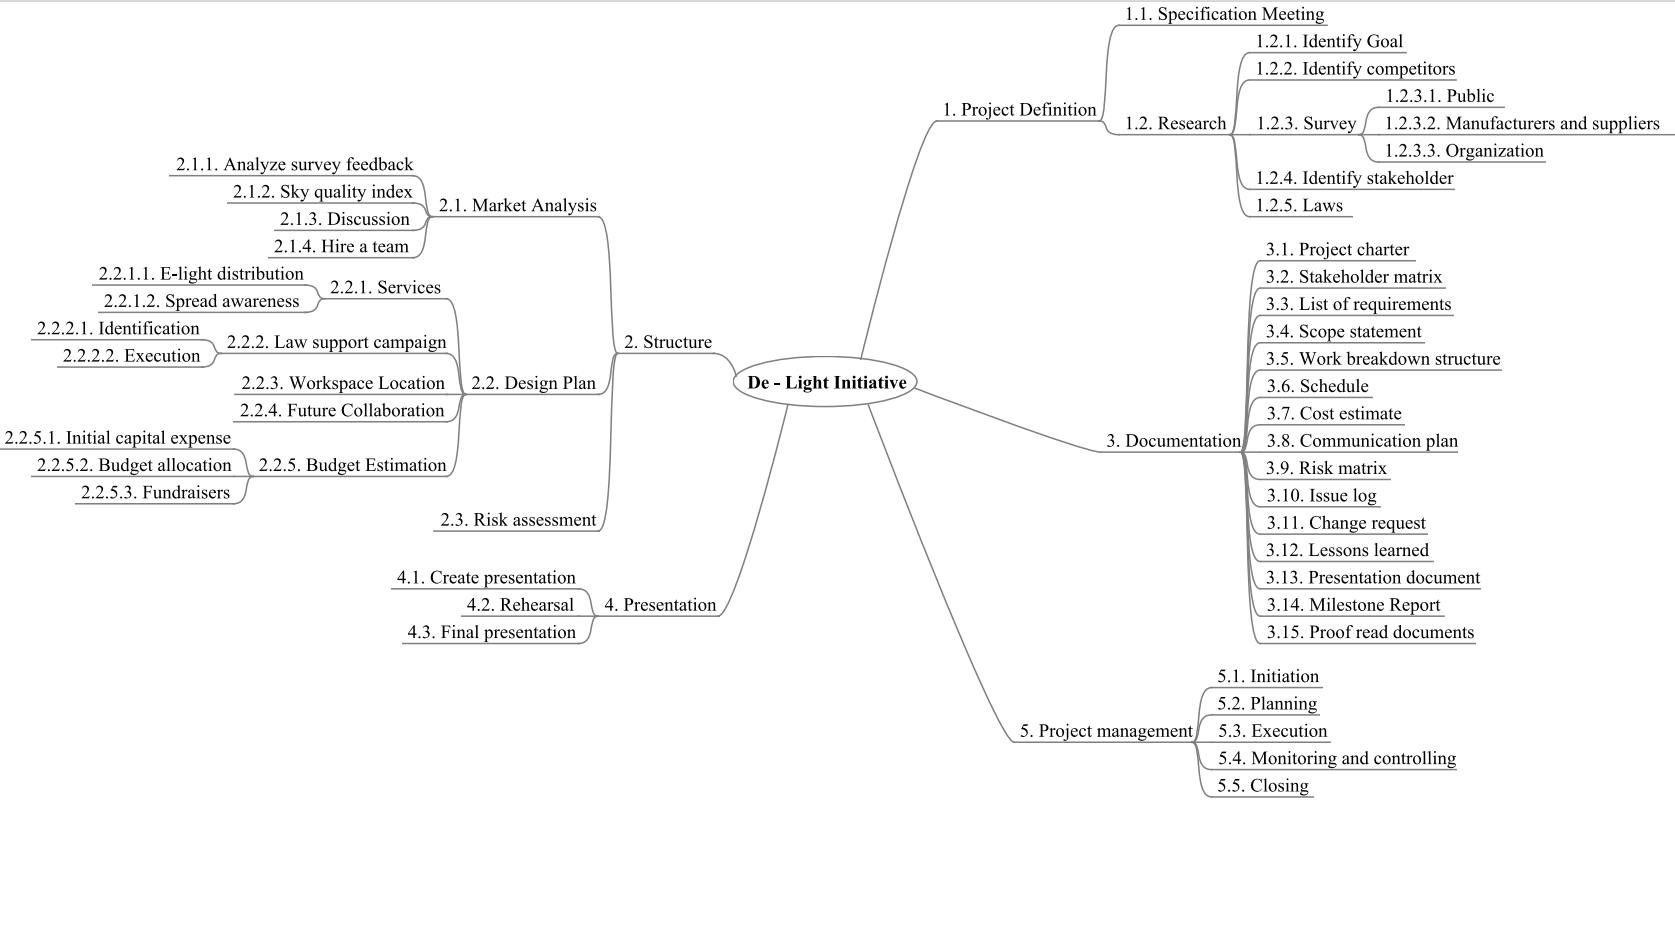 De - Light Initiative
1. Project Definition
1.1. Specification Meeting
1.2. Research
1.2.1. Identify Goal
1.2.2. Identify competitors
1.2.3. Survey
1.2.3.1. Public
1.2.3.2. Manufacturers and suppliers
1.2.3.3. Organization
1.2.4. Identify stakeholder
1.2.5. Laws
2. Structure
2.1. Market Analysis
2.1.1. Analyze survey feedback
2.1.2. Sky quality index
2.1.3. Discussion
2.1.4. Hire a team
2.2. Design Plan
2.2.1. Services
2.2.1.1. E-light distribution
2.2.1.2. Spread awareness
2.2.2. Law support campaign
2.2.2.1. Identification
2.2.2.2. Execution
2.2.3. Workspace Location
2.2.4. Future Collaboration
2.2.5. Budget Estimation
2.2.5.1. Initial capital expense
2.2.5.2. Budget allocation
2.2.5.3. Fundraisers
2.3. Risk assessment
3. Documentation
3.1. Project charter
3.2. Stakeholder matrix
3.3. List of requirements
3.4. Scope statement
3.5. Work breakdown structure
3.6. Schedule
3.7. Cost estimate
3.8. Communication plan
3.9. Risk matrix
3.10. Issue log
3.11. Change request
3.12. Lessons learned
3.13. Presentation document
3.14. Milestone Report
3.15. Proof read documents
4. Presentation
4.1. Create presentation
4.2. Rehearsal
4.3. Final presentation
5. Project management
5.1. Initiation
5.2. Planning
5.3. Execution
5.4. Monitoring and controlling
5.5. Closing